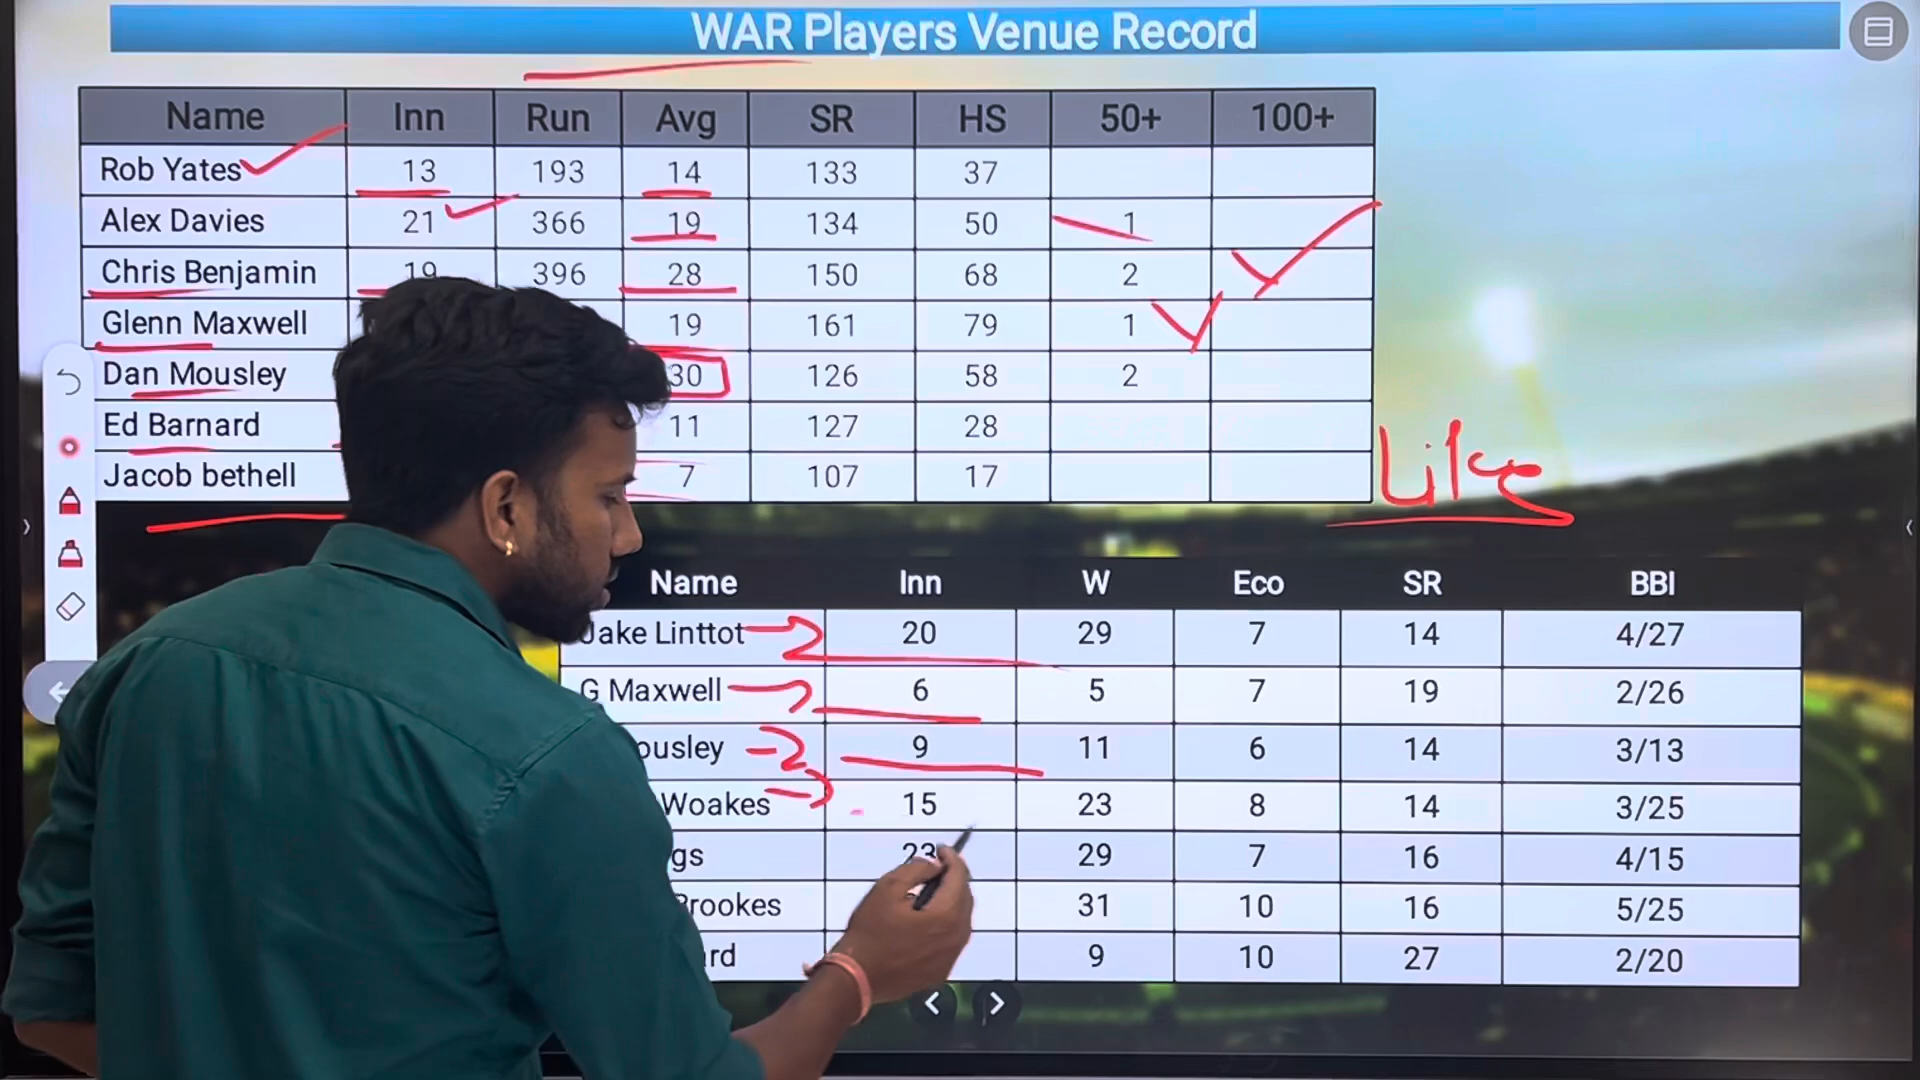 WAR Players Venue Record
Name Inn Run Avg SR HS 50+ 100+
Rob Yates 13 193 14 133 37
Alex Davies 21 366 19 134 50 1
Chris Benjamin 19 396 28 150 68 2
Glenn Maxwell 19 161 79 1
Dan Mousley 30 126 58 2
Ed Barnard 11 127 28
Jacob bethell 7 107 17
Like
Name Inn W Eco SR BBI
Jake Linttot 20 29 7 14 4/27
G Maxwell 6 5 7 19 2/26
ousley 9 11 6 14 3/13
Woakes 15 23 8 14 3/25
gs 23 29 7 16 4/15
Brookes 31 10 16 5/25
rd 9 10 27 2/20